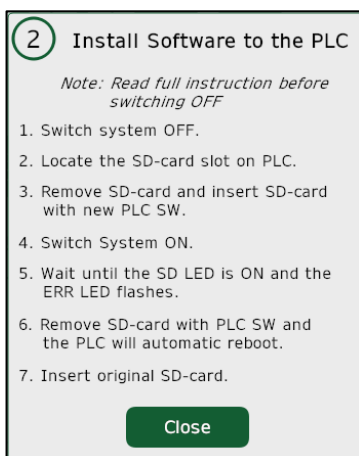 2 Install Software to the PLC
Note: Read full instruction before
switching OFF
1. Switch system OFF.
2. Locate the SD-card slot on PLC.
3. Remove SD-card and insert SD-card
with new PLC SW.
4. Switch System ON.
5. Wait until the SD LED is ON and the
ERR LED flashes.
6. Remove SD-card with PLC SW and
the PLC will automatic reboot.
7. Insert original SD-card.
Close